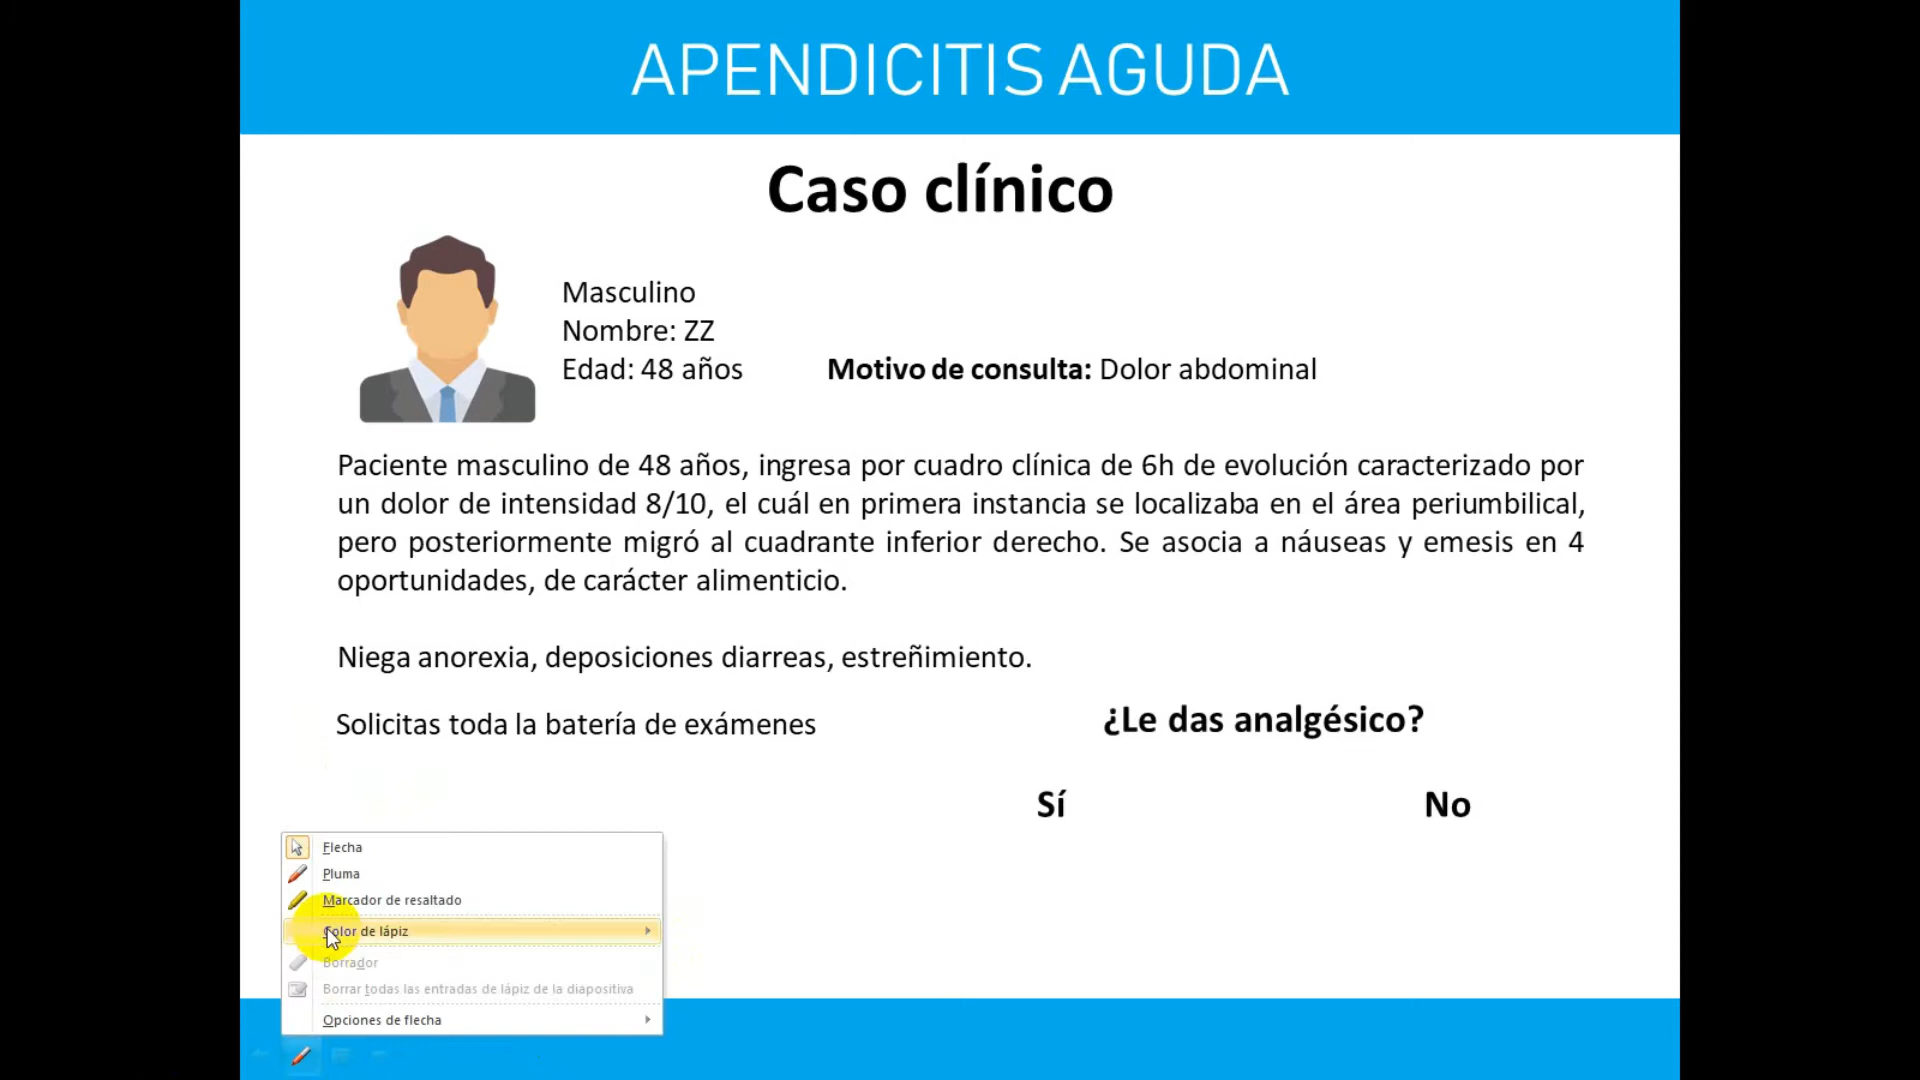 APENDICITIS AGUDA
Caso clínico
Masculino
Nombre: ZZ
Edad: 48 años
Motivo de consulta: Dolor abdominal
Paciente masculino de 48 años, ingresa por cuadro clínica de 6h de evolución caracterizado por
un dolor de intensidad 8/10, el cuál en primera instancia se localizaba en el área periumbilical,
pero posteriormente migró al cuadrante inferior derecho. Se asocia a náuseas y emesis en 4
oportunidades, de carácter alimenticio.
Niega anorexia, deposiciones diarreas, estreñimiento.
Solicitas toda la batería de exámenes
¿Le das analgésico?
Sí
No
Flecha
Pluma
Marcador de resaltado
Color de lápiz
Borrador
Borrar todas las entradas de lápiz de la diapositiva
Opciones de flecha